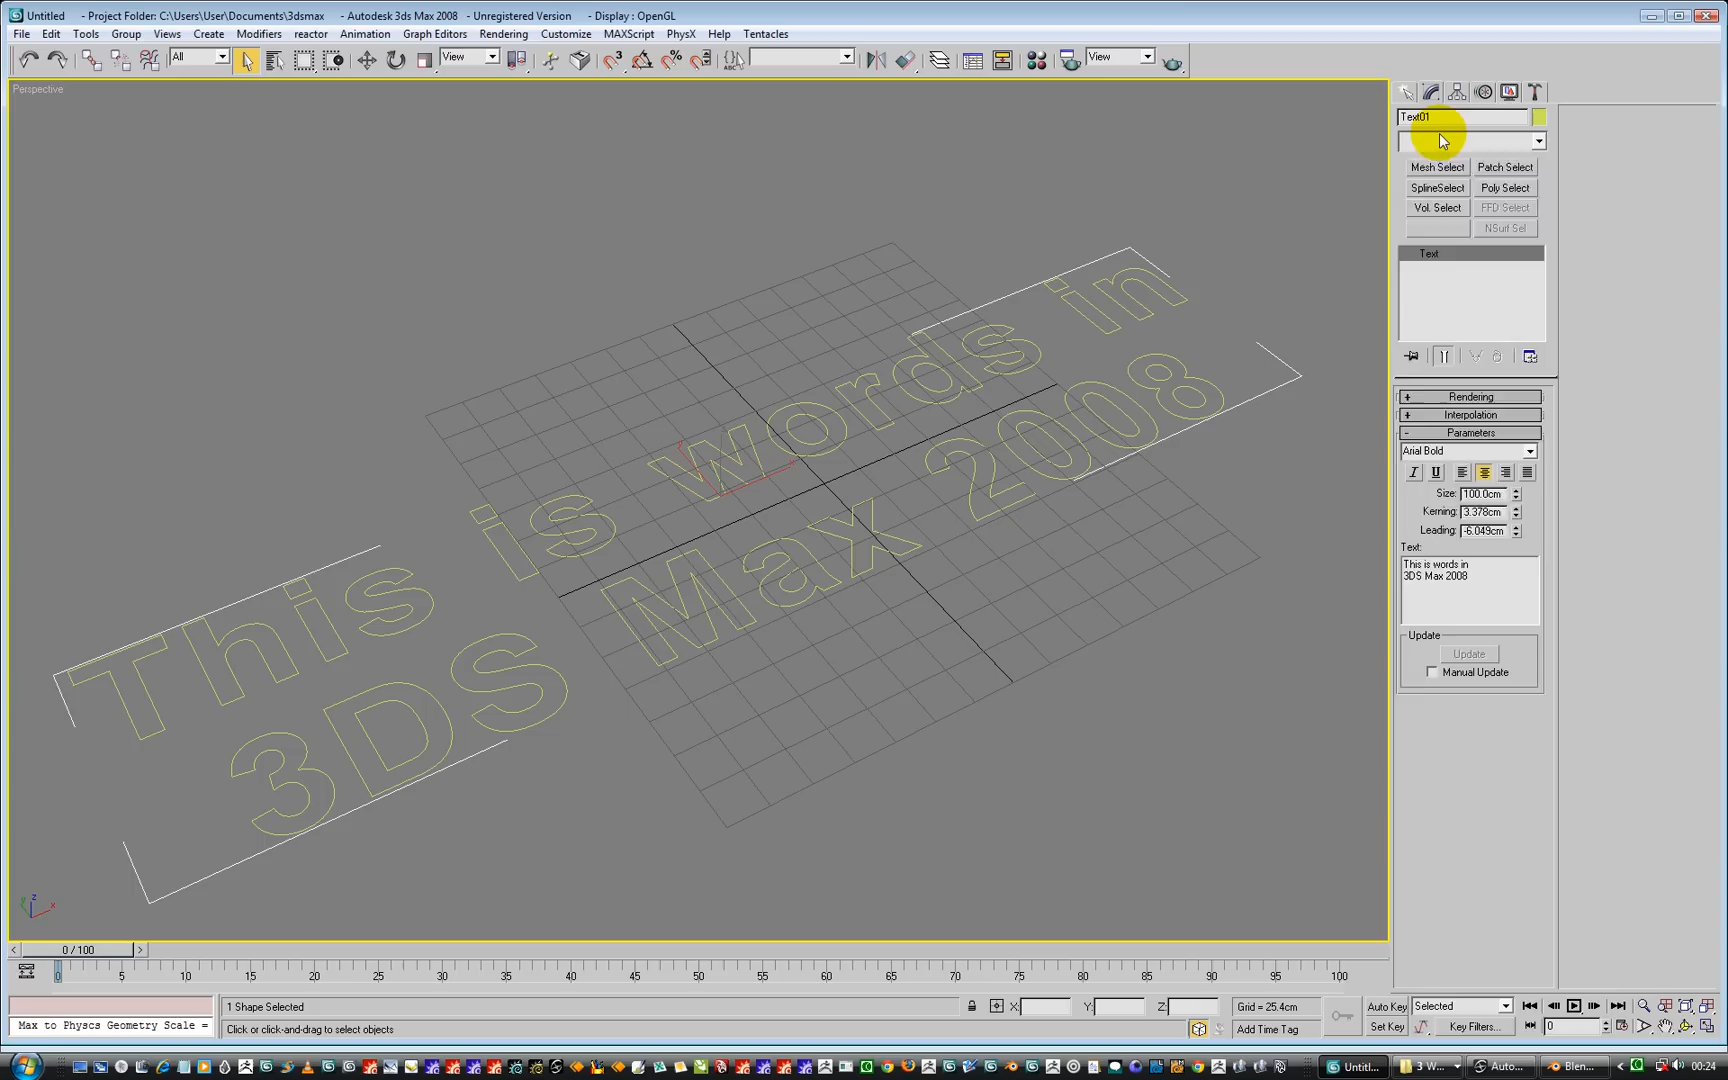 Untitled - Project Folder: C:\Users\User\Documents\3dsmax - Autodesk 3ds Max 2008 - Unregistered Version - Display : OpenGL
File Edit Tools Group Views Create Modifiers reactor Animation Graph Editors Rendering Customize MAXScript PhysX Help Tentacles
All View View
Perspective
Text01
Mesh Select Patch Select
SplineSelect Poly Select
Vol. Select FFD Select
NSurf Sel
Text
This is words in
3DS Max 2008
+ Rendering
+ Interpolation
- Parameters
Arial Bold
Size: 100.0cm
Kerning: 3.378cm
Leading: -6.049cm
Text:
This is words in
3DS Max 2008
Update
Update
Manual Update
z
x
< 0 / 100 >
0 5 10 15 20 25 30 35 40 45 50 55 60 65 70 75 80 85 90 95 100
1 Shape Selected X: Y: Z: Grid = 25.4cm Auto Key Selected
Max to Physcs Geometry Scale = Click or click-and-drag to select objects Add Time Tag Set Key Key Filters... 0
Untitl... 3 W... Auto... Blen... 00:24